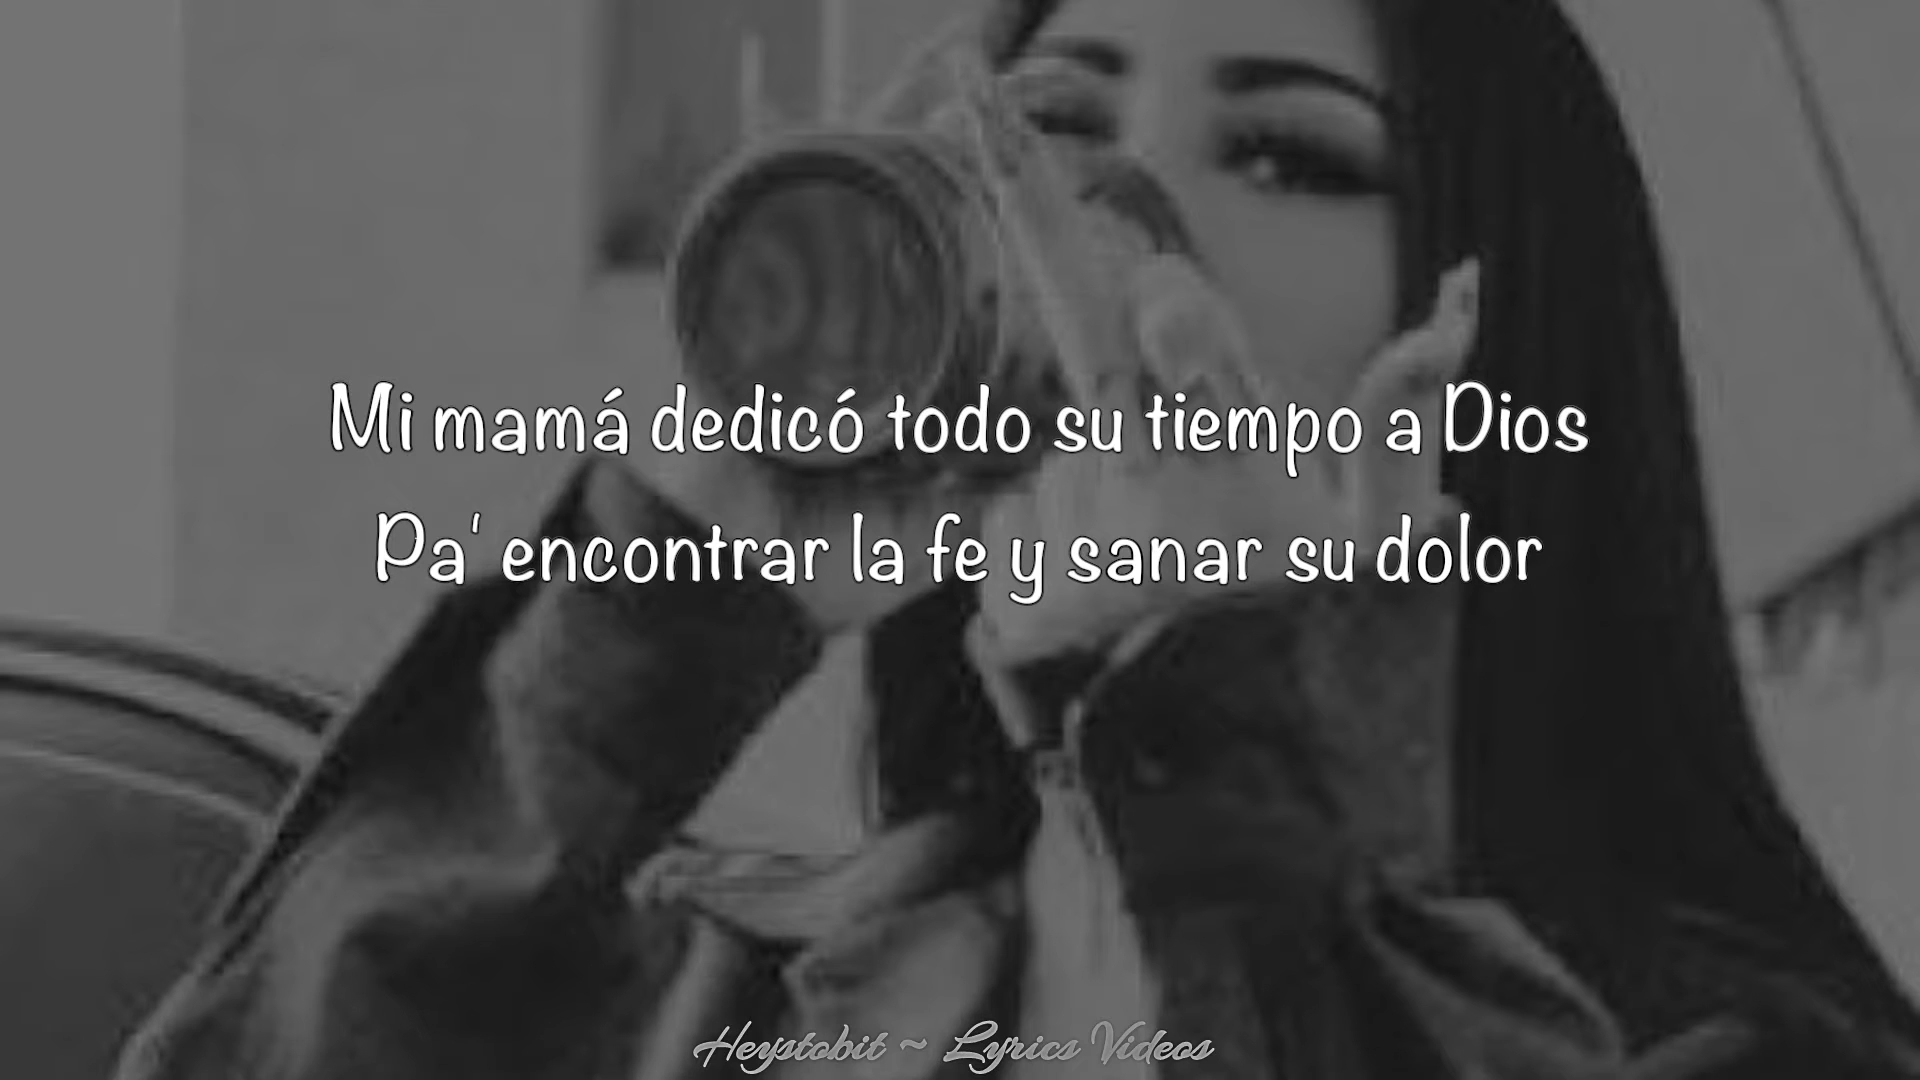 Mi mamá dedicó todo su tiempo a Dios
Pa' encontrar la fe y sanar su dolor
Heystobit ~ Lyrics Videos